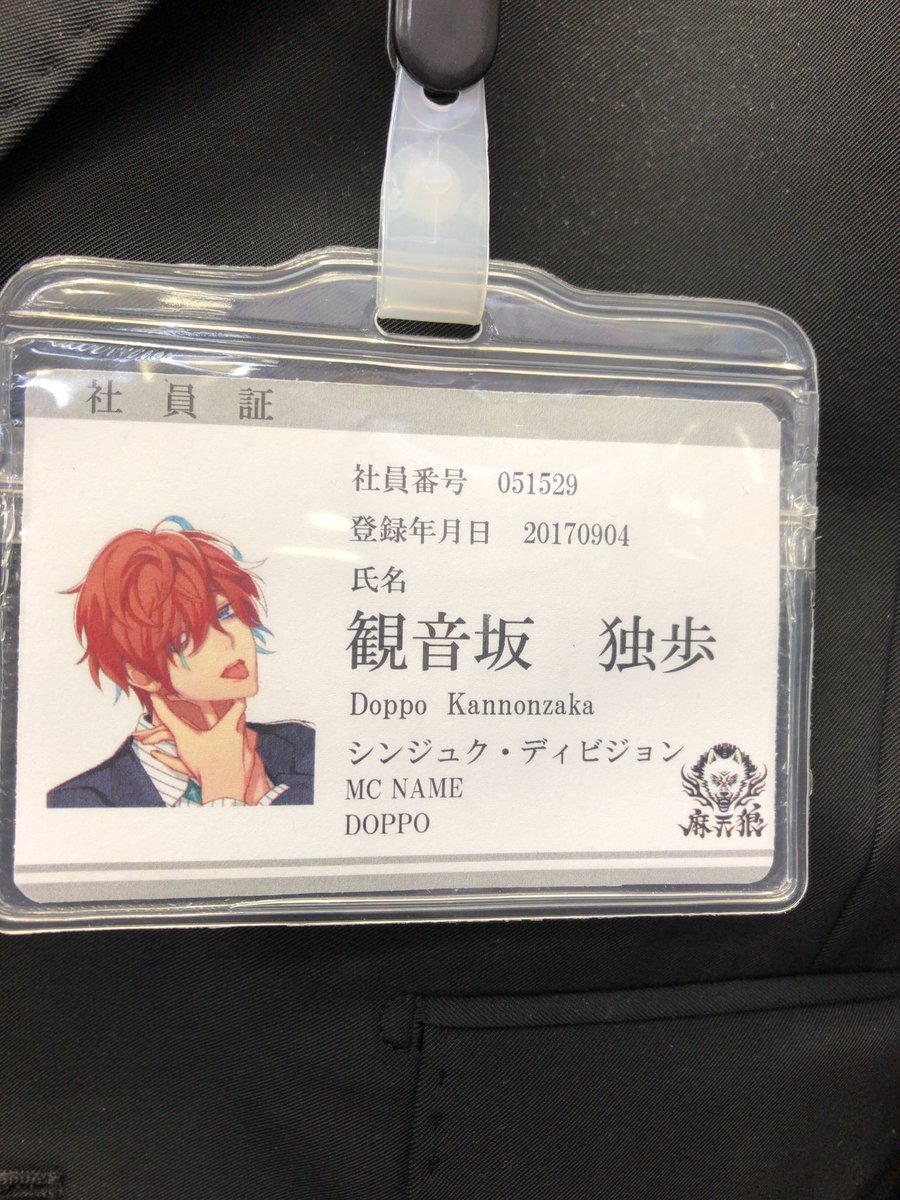 社員証
社員番号 051529
登録年月日 20170904
氏名
観音坂 独歩
Doppo Kannonzaka
シンジュク・ディビジョン
MC NAME
DOPPO
麻天狼